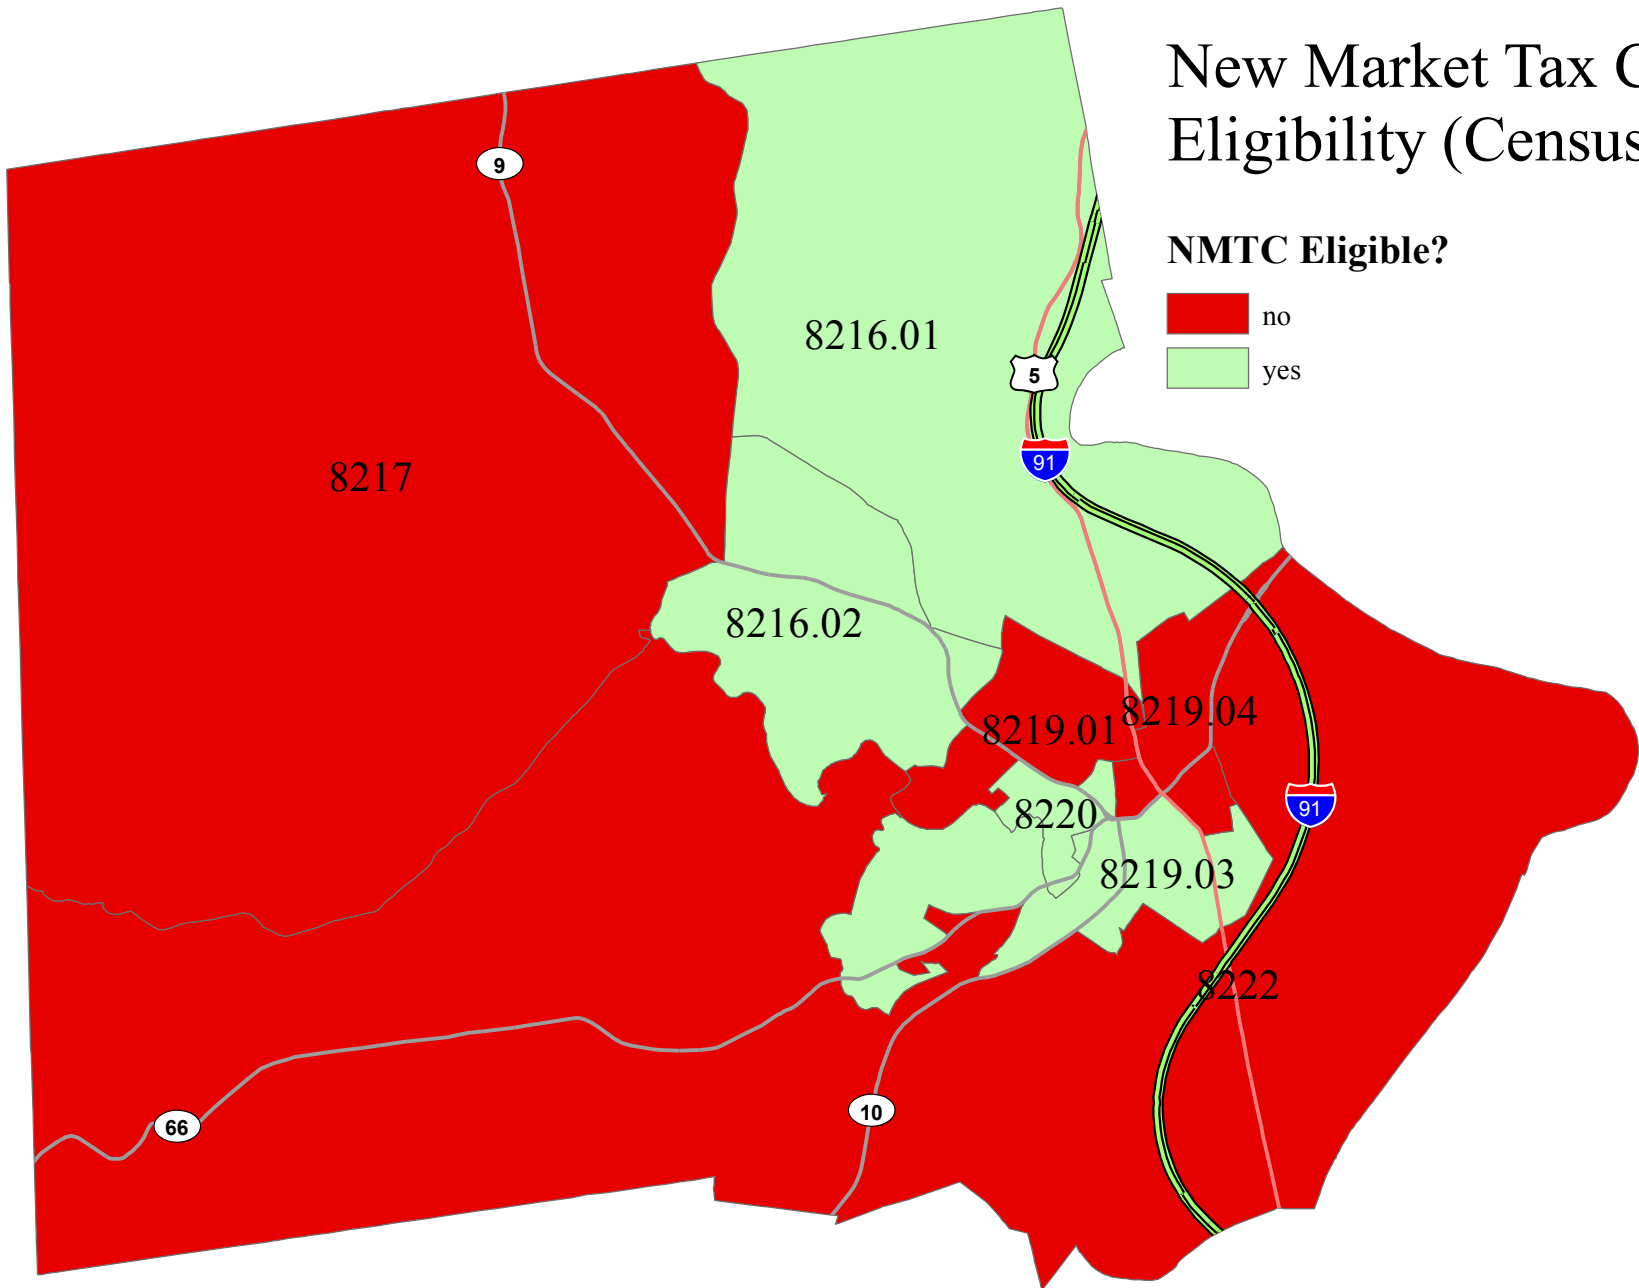 New Market Tax
Eligibility (Census
NMTC Eligible?
no
yes
9
8216.01
5
91
8217
8216.02
8219.04
8219.01
91
8220
8219.03
8222
10
66